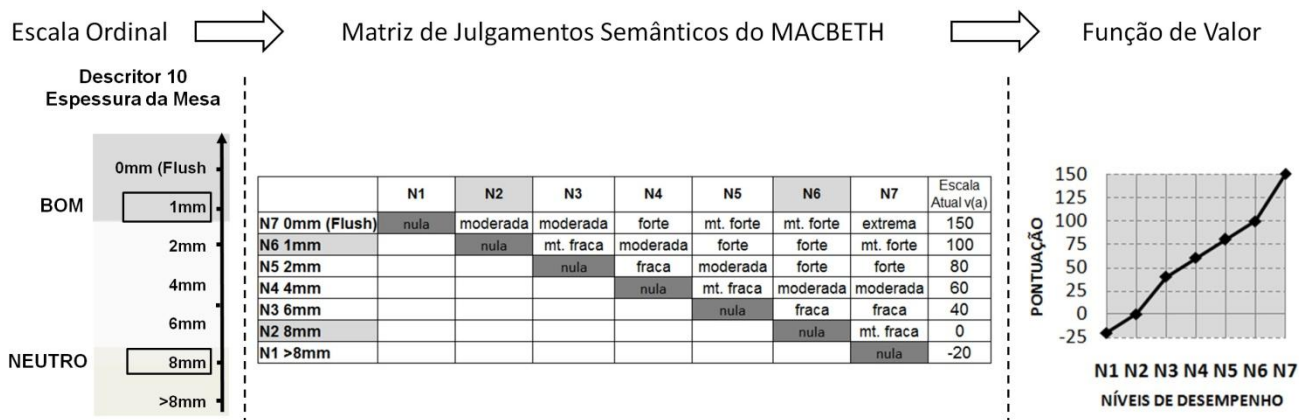 Escala Ordinal
Matriz de Julgamentos Semânticos do MACBETH
Função de Valor
Descritor 10
Espessura da Mesa
0mm (Flush
BOM
1mm
2mm
4mm
6mm
NEUTRO
8mm
>8mm
N1 N2 N3 N4 N5 N6 N7 Escala
Atual v(a)
N7 0mm (Flush) nula moderada moderada forte mt. forte mt. forte extrema 150
N6 1mm nula mt. fraca moderada forte forte mt. forte 100
N5 2mm nula fraca moderada forte forte 80
N4 4mm nula mt. fraca moderada moderada 60
N3 6mm nula fraca fraca 40
N2 8mm nula mt. fraca 0
N1 >8mm nula -20
PONTUAÇÃO
150
125
100
75
50
25
0
-25
N1 N2 N3 N4 N5 N6 N7
NÍVEIS DE DESEMPENHO